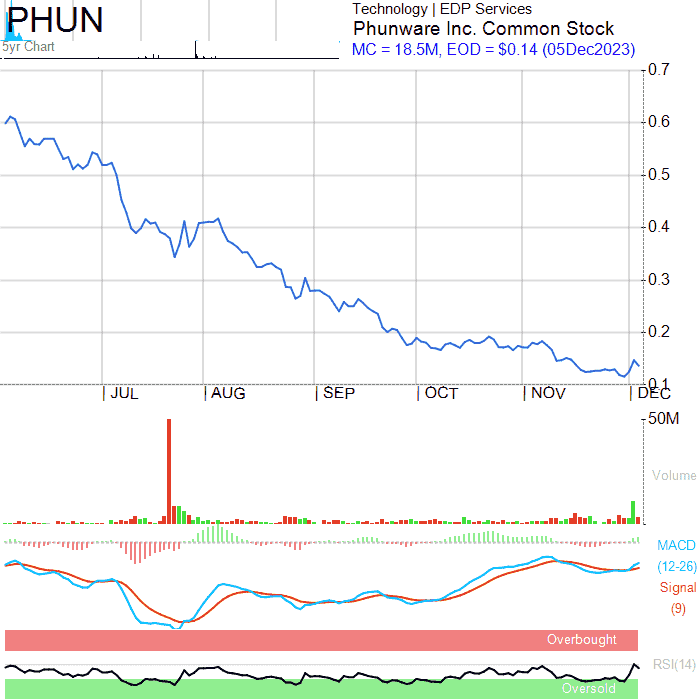 PHUN
5yr Chart
Technology | EDP Services
Phunware Inc. Common Stock
MC = 18.5M, EOD = $0.14 (05Dec2023)
0.7
0.6
0.5
0.4
0.3
0.2
0.1
JUL AUG SEP OCT NOV DEC
50M
Volume
MACD
(12-26)
Signal
(9)
Overbought
RSI(14)
Oversold